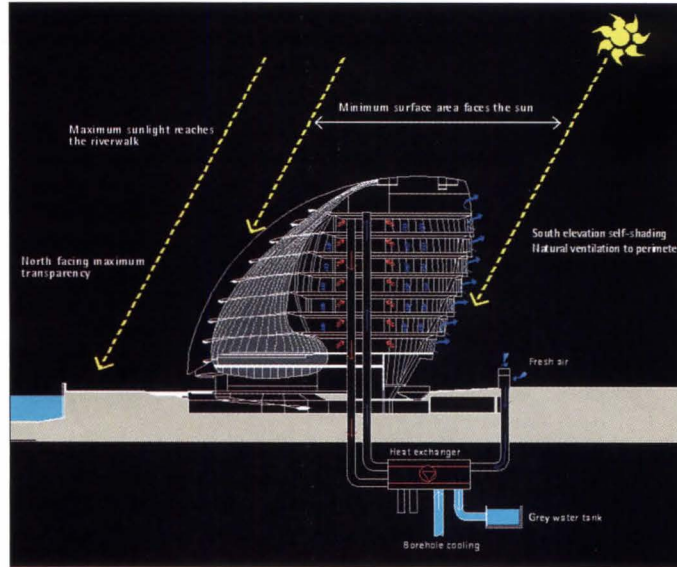 Minimum surface area faces the sun
Maximum sunlight reaches
the riverwalk
South elevation self-shading
Natural ventilation to perimete
North facing maximum
transparency
Fresh air
Heat exchanger
Grey water tank
Borehole cooling